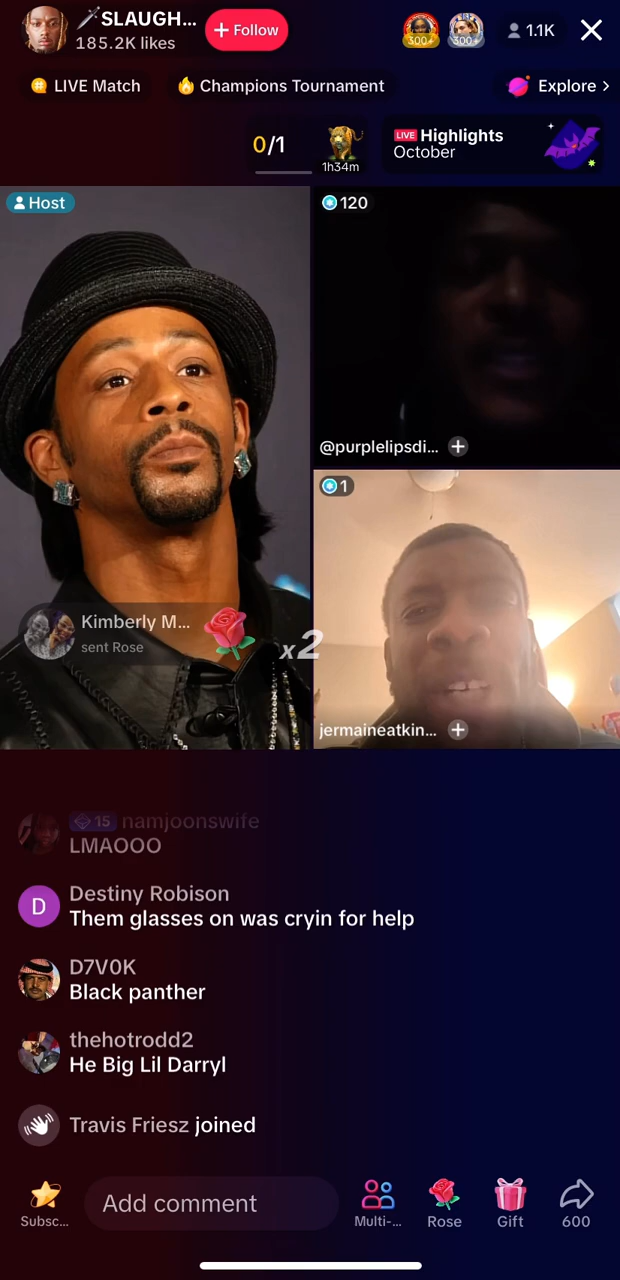 SLAUGH...
185.2K likes
+ Follow
300+
300+
1.1K
LIVE Match
Champions Tournament
Explore >
0/1
1h34m
LIVE Highlights
October
Host
120
@purplelipsdi...
1
jermaineatkin...
Kimberly M...
sent Rose
x2
15 namjoonswife
LMAOOO
D
Destiny Robison
Them glasses on was cryin for help
D7V0K
Black panther
thehotrodd2
He Big Lil Darryl
Travis Friesz joined
Subsc...
Add comment
Multi-...
Rose
Gift
600